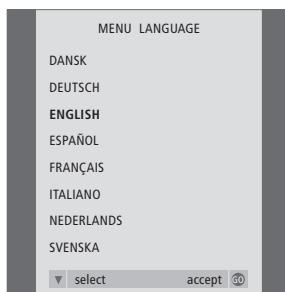 MENU LANGUAGE
DANSK
DEUTSCH
ENGLISH
ESPAÑOL
FRANÇAIS
ITALIANO
NEDERLANDS
SVENSKA
▼ select accept GO